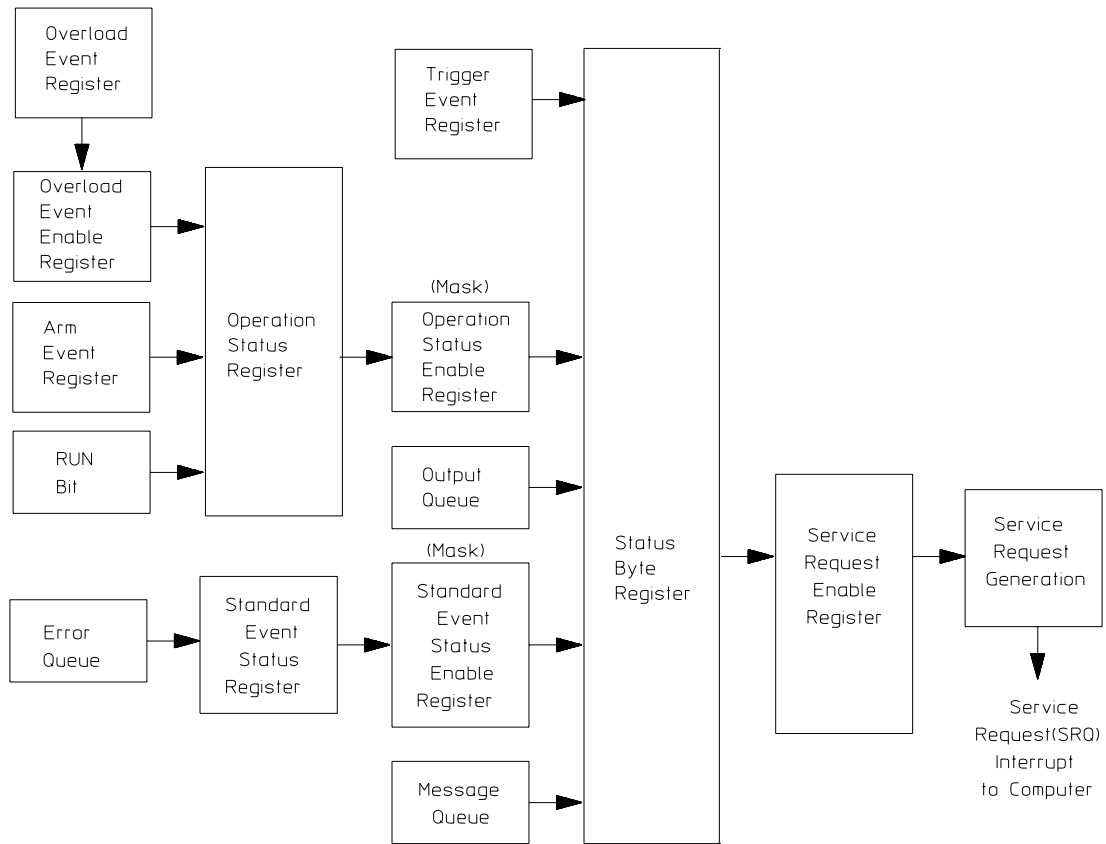 Overload
Event
Register
Trigger
Event
Register
Overload
Event
Enable
Register
Operation
Status
Register
(Mask)
Operation
Status
Enable
Register
Arm
Event
Register
RUN
Bit
Output
Queue
(Mask)
Standard
Event
Status
Enable
Register
Standard
Event
Status
Register
Error
Queue
Message
Queue
Status
Byte
Register
Service
Request
Enable
Register
Service
Request
Generation
Service
Request(SRQ)
Interrupt
to Computer